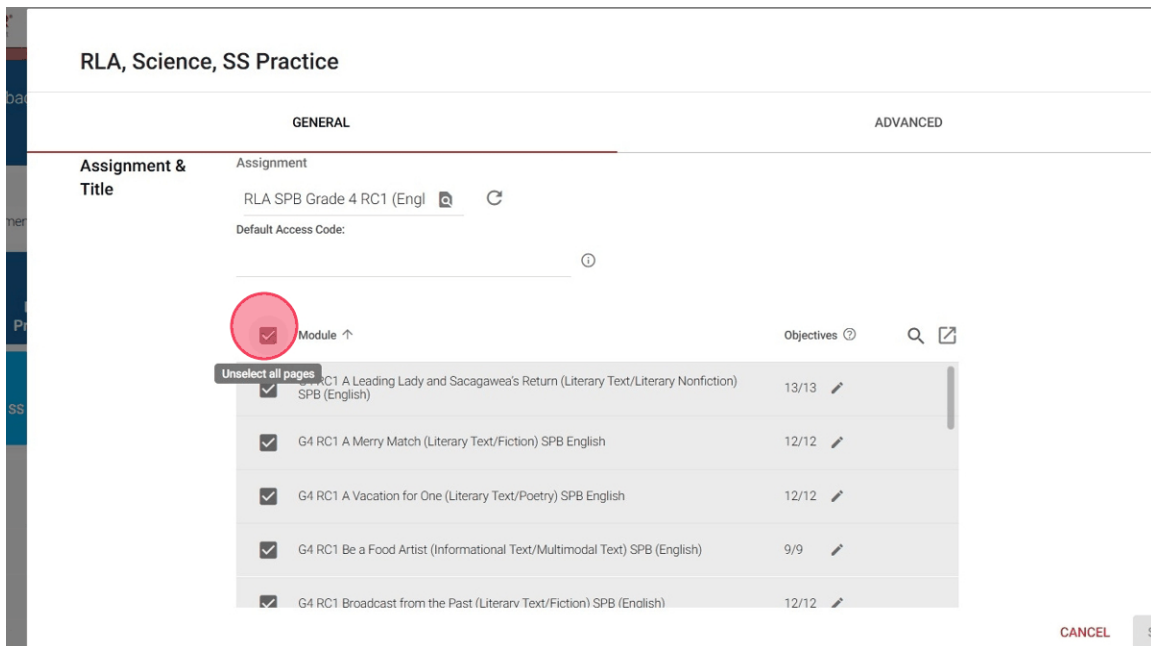 RLA, Science, SS Practice
GENERAL
ADVANCED
Assignment &
Title
Assignment
RLA SPB Grade 4 RC1 (Engl
Default Access Code:
Module
Objectives
Unselect all pages
RC1 A Leading Lady and Sacagawea's Return (Literary Text/Literary Nonfiction)
SPB (English)
13/13
G4 RC1 A Merry Match (Literary Text/Fiction) SPB English
12/12
G4 RC1 A Vacation for One (Literary Text/Poetry) SPB English
12/12
SS
G4 RC1 Be a Food Artist (Informational Text/Multimodal Text) SPB (English)
9/9
G4 RC1 Broadcast from the Past (Literary Text/Fiction) SPB (English)
12/12
CANCEL